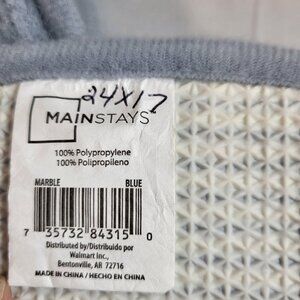 24X17
MAINSTAYS
100% Polypropylene
100% Polipropileno
MARBLE BLUE
7 35732 84315 0
Distributed by/Distribuido por
Walmart Inc.,
Bentonville, AR 72716
MADE IN CHINA / HECHO EN CHINA